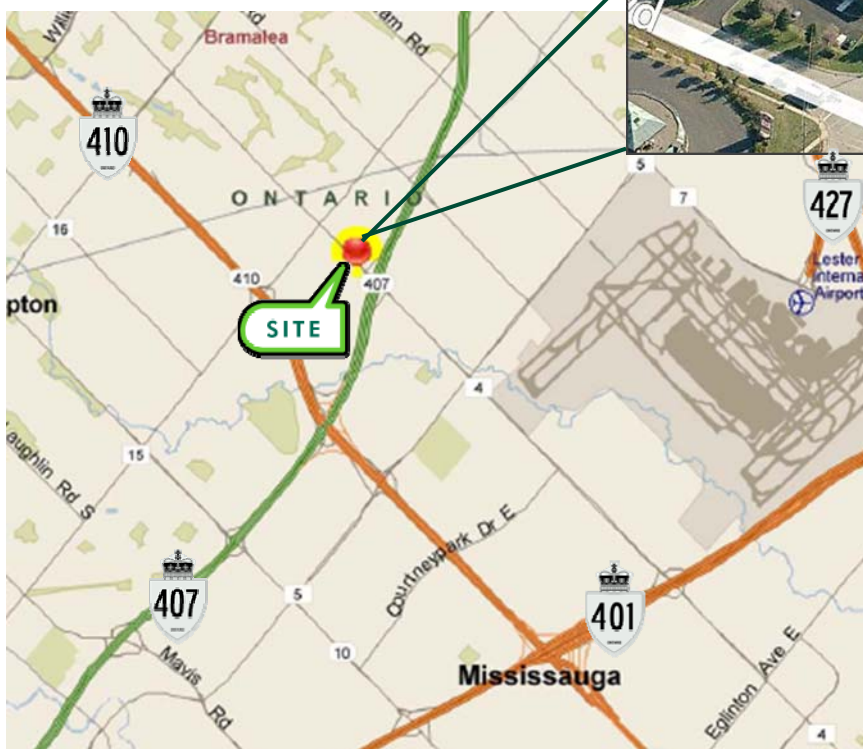 Bramalea
410
5
7
427
ONTARIO
16
Lester
Interna
Airport
410
407
pton
SITE
4
15
Laughlin Rd S
Courtneypark Dr E
407
5
401
10
Mavis
Rd
Mississauga
Eglinton Ave E
4